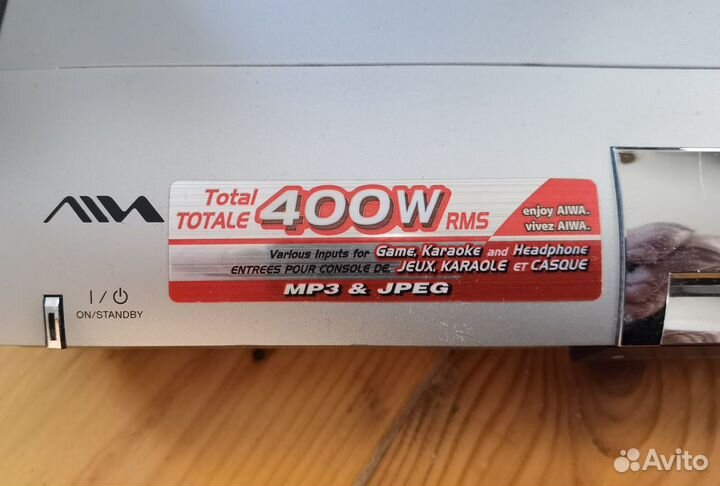 AIWA
Total
TOTALE 400W RMS
enjoy AIWA.
vivez AIWA.
Various Inputs for Game, Karaoke and Headphone
ENTREES POUR CONSOLE DE JEUX, KARAOLE ET CASQUE
MP3 & JPEG
I / ⏻
ON/STANDBY
Avito